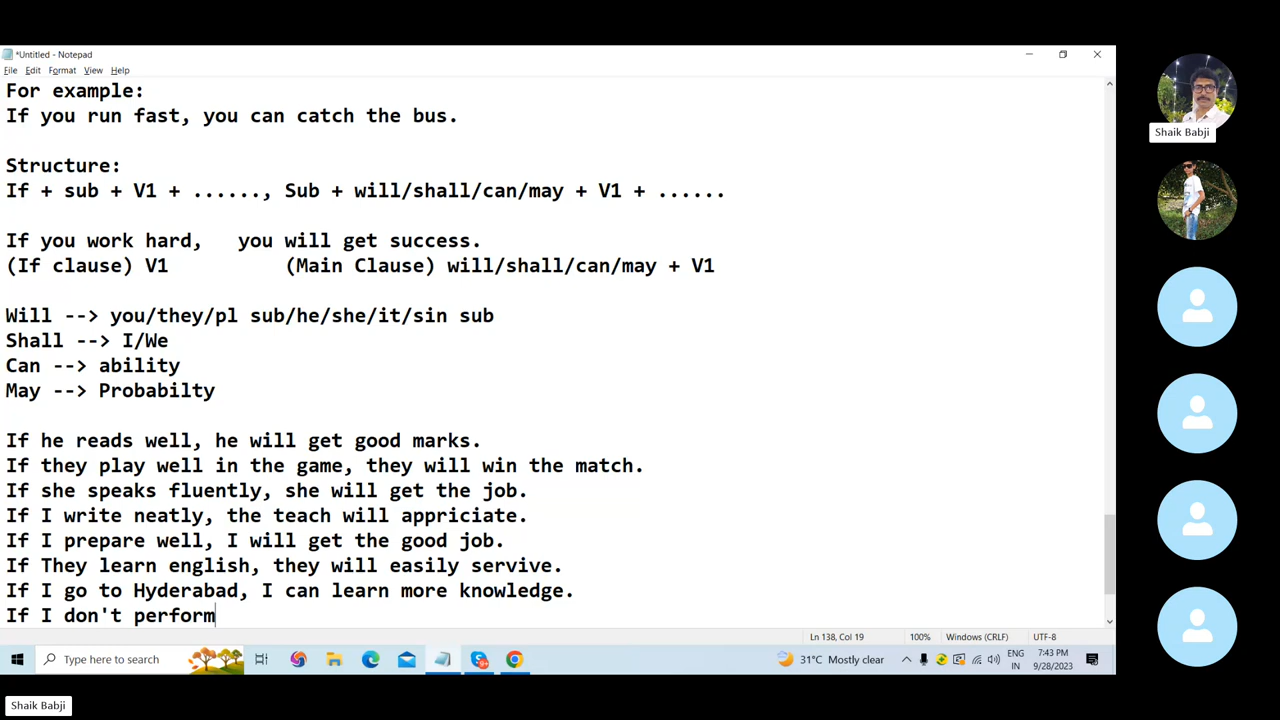 *Untitled - Notepad
File Edit Format View Help
For example:
If you run fast, you can catch the bus.
Structure:
If + sub + V1 + ......, Sub + will/shall/can/may + V1 + ......
If you work hard, you will get success.
(If clause) V1 (Main Clause) will/shall/can/may + V1
Will --> you/they/pl sub/he/she/it/sin sub
Shall --> I/We
Can --> ability
May --> Probabilty
If he reads well, he will get good marks.
If they play well in the game, they will win the match.
If she speaks fluently, she will get the job.
If I write neatly, the teach will appriciate.
If I prepare well, I will get the good job.
If They learn english, they will easily servive.
If I go to Hyderabad, I can learn more knowledge.
If I don't perform
Ln 138, Col 19 100% Windows (CRLF) UTF-8
Type here to search
31°C Mostly clear
ENG
IN
7:43 PM
9/28/2023
Shaik Babji
Shaik Babji